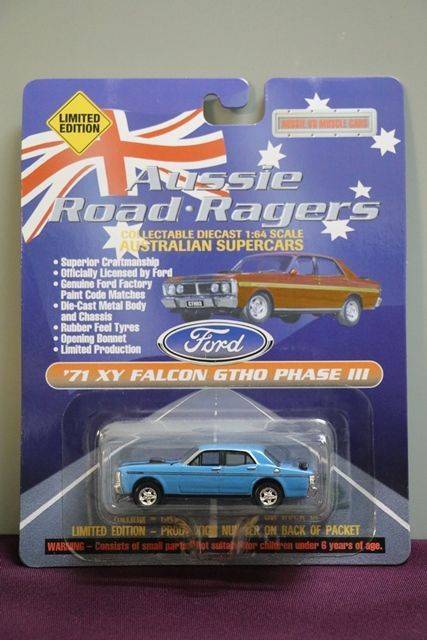 LIMITED
EDITION
AUSSIE V8 MUSCLE CARS
Aussie
Road·Ragers
COLLECTABLE DIECAST 1:64 SCALE
AUSTRALIAN SUPERCARS
• Superior Craftmanship
• Officially Licensed by Ford
• Genuine Ford Factory
Paint Code Matches
• Die-Cast Metal Body
and Chassis
• Rubber Feel Tyres
• Opening Bonnet
• Limited Production
Ford
'71 XY FALCON GTHO PHASE III
LIMITED EDITION - PRODUCTION NUMBER ON BACK OF PACKET
WARNING - Consists of small parts. Not suitable for children under 6 years of age.